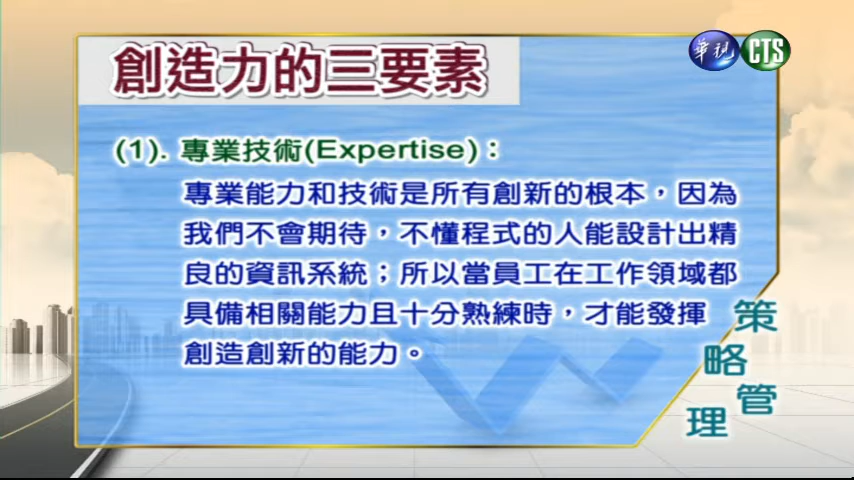 創造力的三要素
華視 CTS
(1). 專業技術(Expertise)：
專業能力和技術是所有創新的根本，因為
我們不會期待，不懂程式的人能設計出精
良的資訊系統；所以當員工在工作領域都
具備相關能力且十分熟練時，才能發揮
創造創新的能力。
策略管理